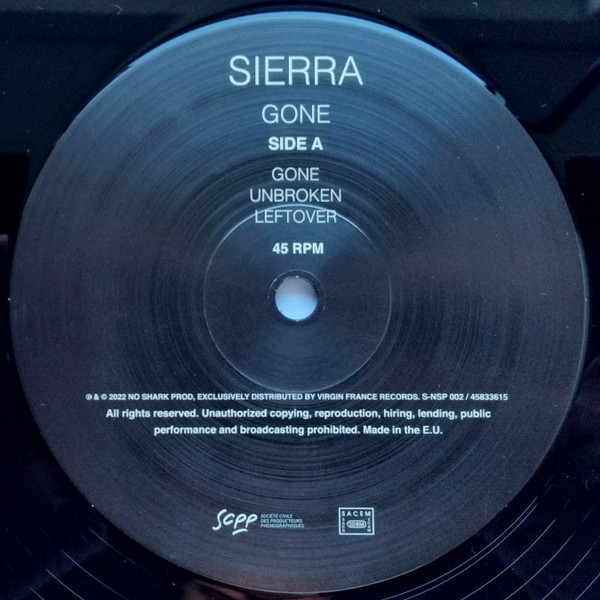 SIERRA
GONE
SIDE A
GONE
UNBROKEN
LEFTOVER
45 RPM
℗ & © 2022 NO SHARK PROD, EXCLUSIVELY DISTRIBUTED BY VIRGIN FRANCE RECORDS. S-NSP 002 / 45833615
All rights reserved. Unauthorized copying, reproduction, hiring, lending, public
performance and broadcasting prohibited. Made in the E.U.
scpp
SOCIÉTÉ CIVILE
DES PRODUCTEURS
PHONOGRAPHIQUES
SACEM
SDRM